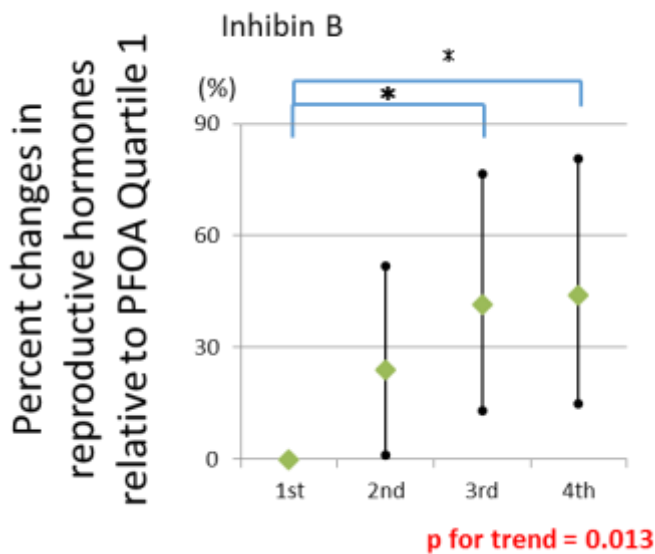 Inhibin B
*
(%)
*
Percent changes in
reproductive hormones
relative to PFOA Quartile 1
90
60
30
0
1st 2nd 3rd 4th
p for trend = 0.013